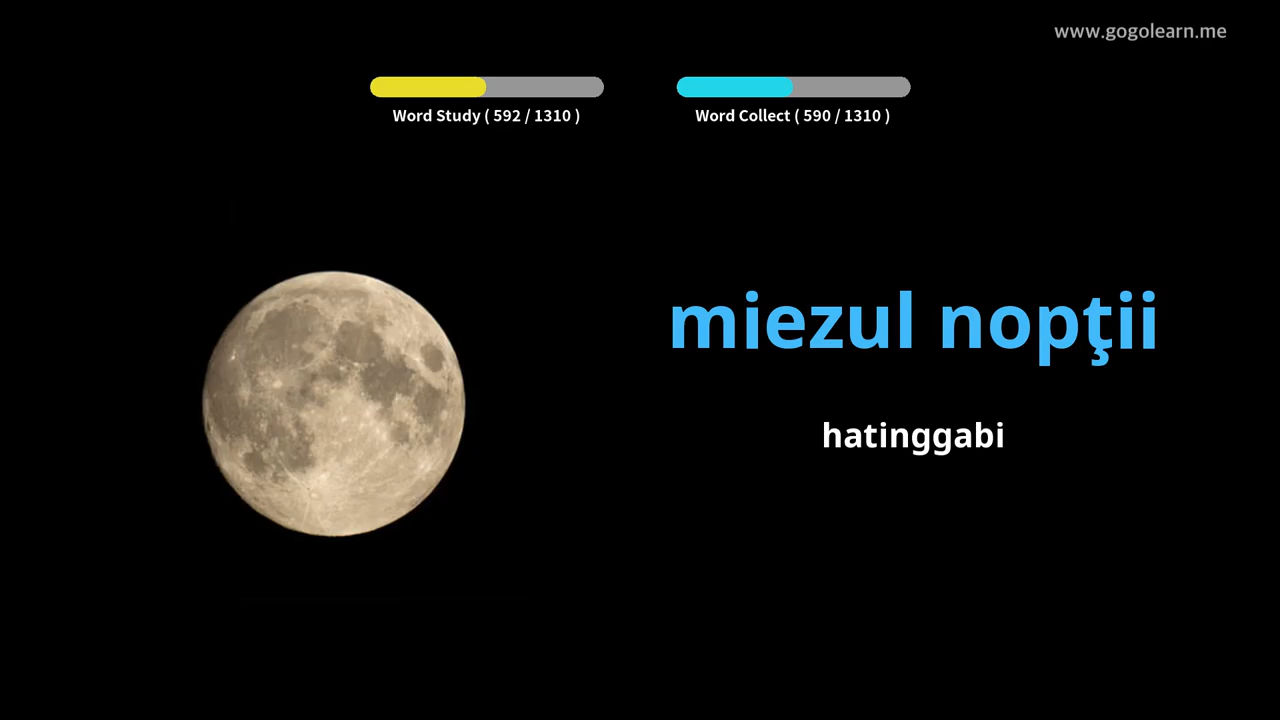 www.gogolearn.me
Word Study ( 592 / 1310 )
Word Collect ( 590 / 1310 )
miezul nopţii
hatinggabi